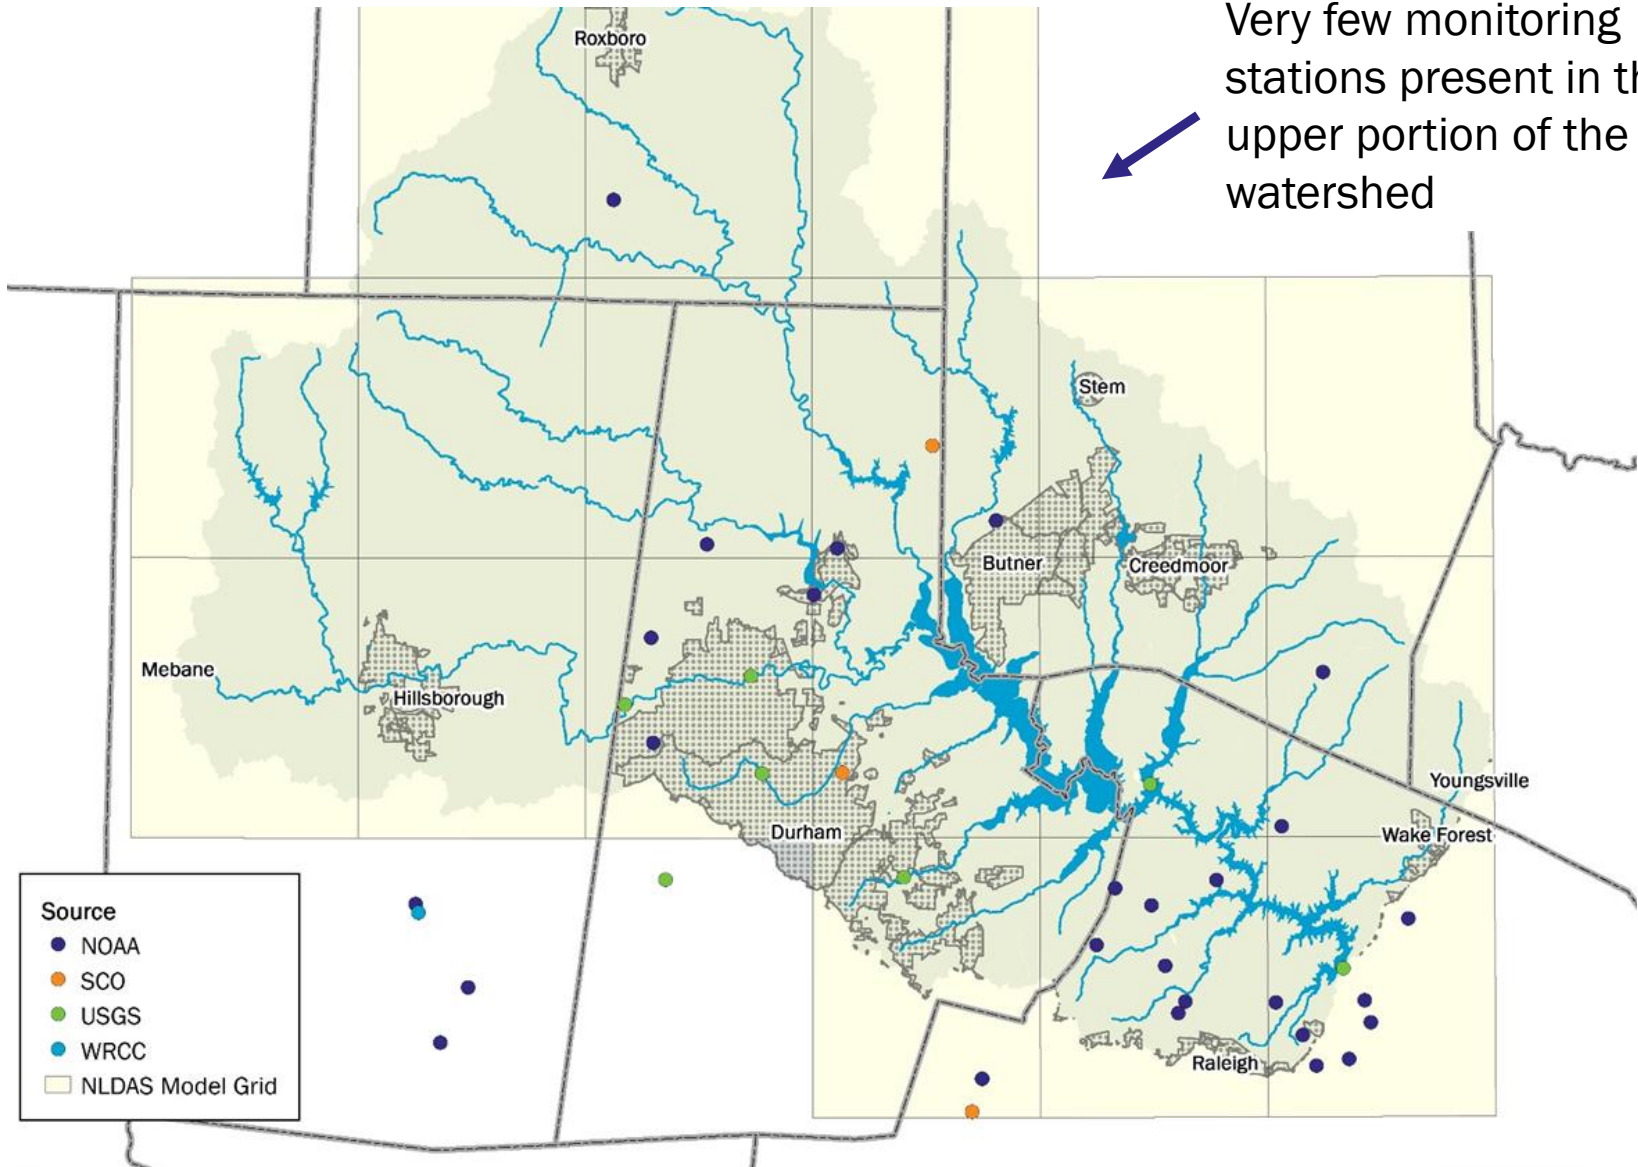 Very few monitoring
stations present in th
upper portion of the
watershed
Roxboro
Stem
Butner
Creedmoor
Mebane
Hillsborough
Youngsville
Durham
Wake Forest
Raleigh
Source
NOAA
SCO
USGS
WRCC
NLDAS Model Grid